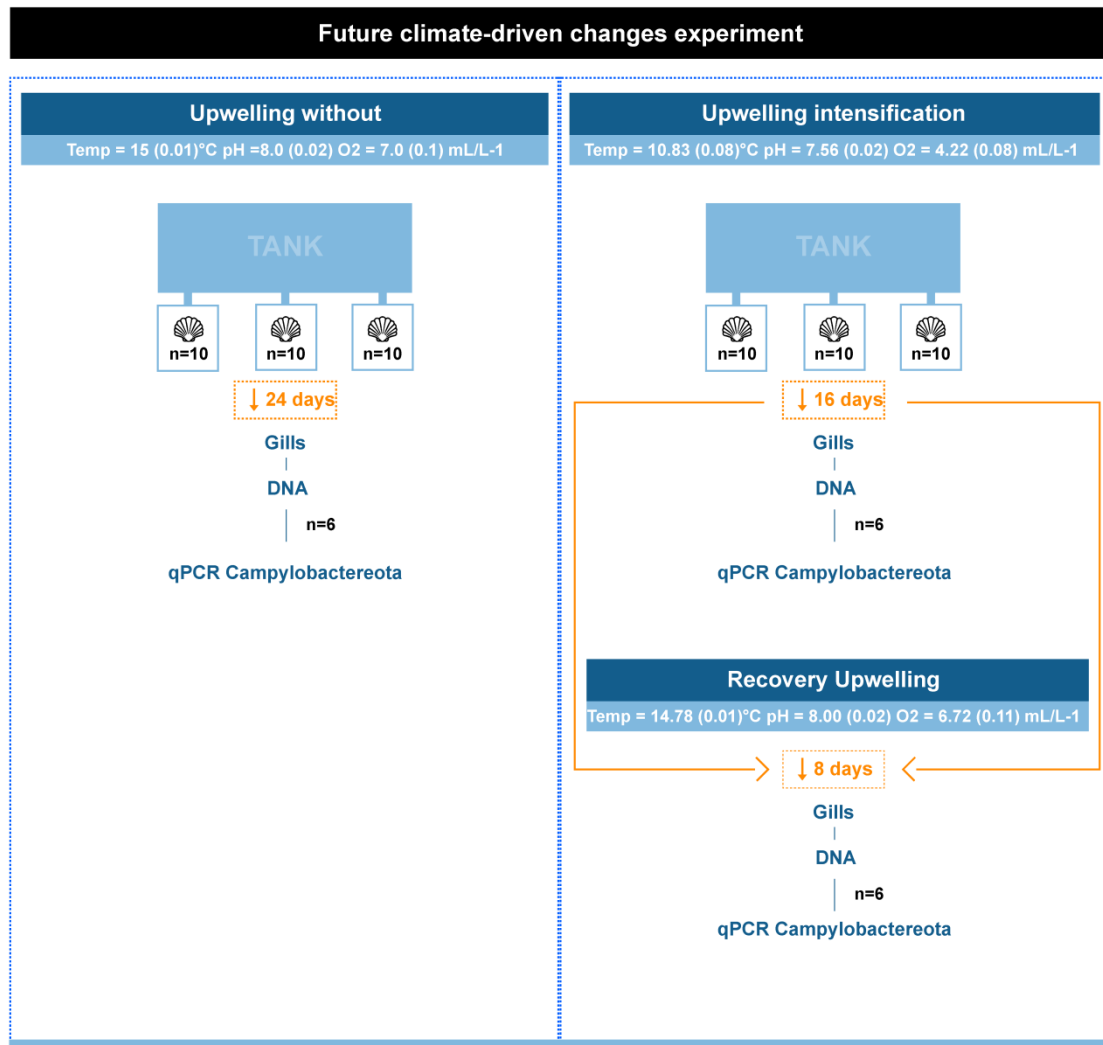 Future climate-driven changes experiment
Upwelling without
Temp = 15 (0.01)°C pH =8.0 (0.02) O2 = 7.0 (0.1) mL/L-1
TANK
n=10 n=10 n=10
↓ 24 days
Gills
DNA
n=6
qPCR Campylobactereota
Upwelling intensification
Temp = 10.83 (0.08)°C pH = 7.56 (0.02) O2 = 4.22 (0.08) mL/L-1
TANK
n=10 n=10 n=10
↓ 16 days
Gills
DNA
n=6
qPCR Campylobactereota
Recovery Upwelling
Temp = 14.78 (0.01)°C pH = 8.00 (0.02) O2 = 6.72 (0.11) mL/L-1
↓ 8 days
Gills
DNA
n=6
qPCR Campylobactereota